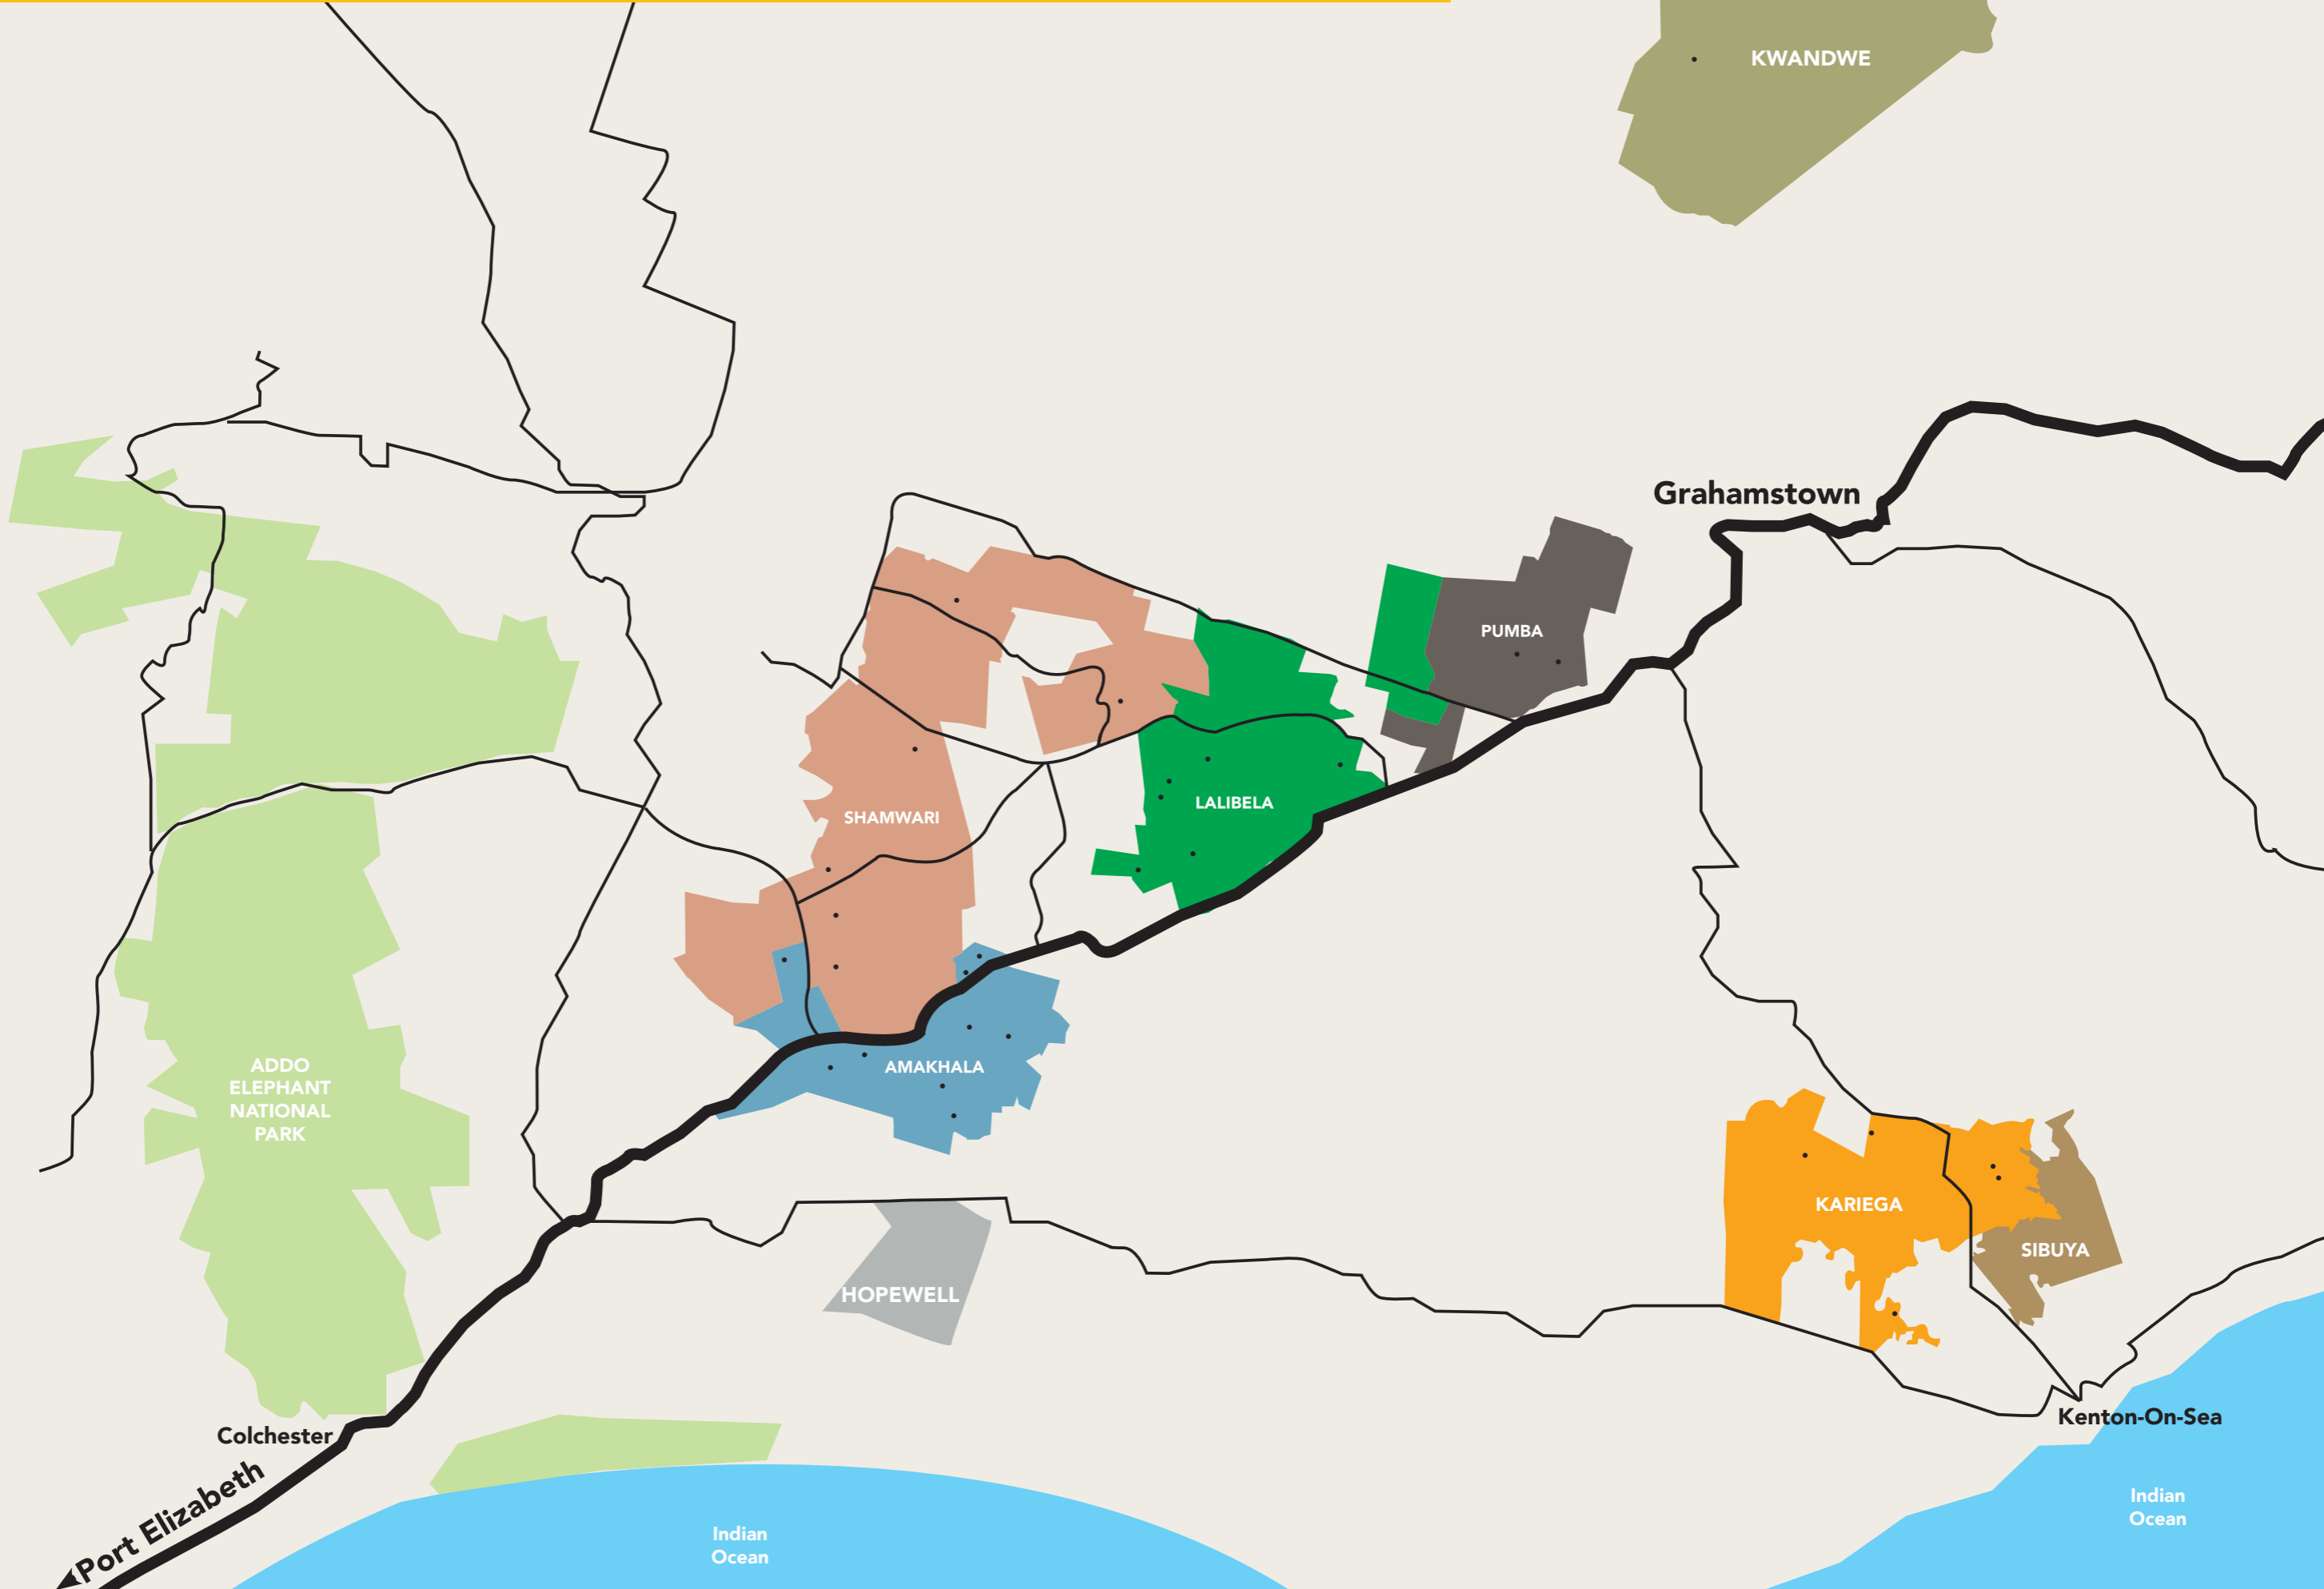 KWANDWE
Grahamstown
PUMBA
LALIBELA
SHAMWARI
AMAKHALA
ADDO
ELEPHANT
NATIONAL
PARK
KARIEGA
SIBUYA
HOPEWELL
Kenton-On-Sea
Colchester
Port Elizabeth
Indian
Ocean
Indian
Ocean